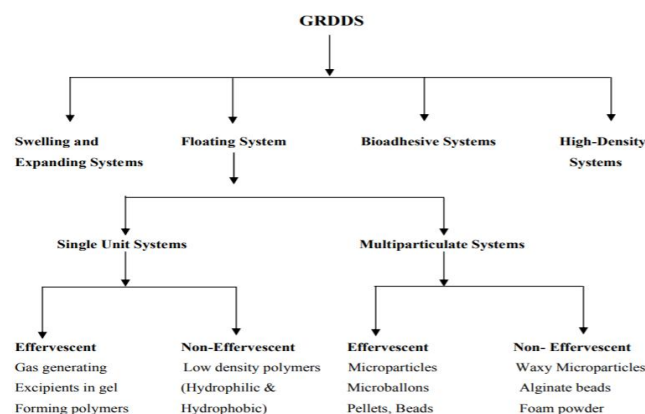 GRDDS
Swelling and
Expanding Systems
Floating System
Bioadhesive Systems
High-Density
Systems
Single Unit Systems
Multiparticulate Systems
Effervescent
Gas generating
Excipients in gel
Forming polymers
Non-Effervescent
Low density polymers
(Hydrophilic &
Hydrophobic)
Effervescent
Microparticles
Microballons
Pellets, Beads
Non- Effervescent
Waxy Microparticles
Alginate beads
Foam powder